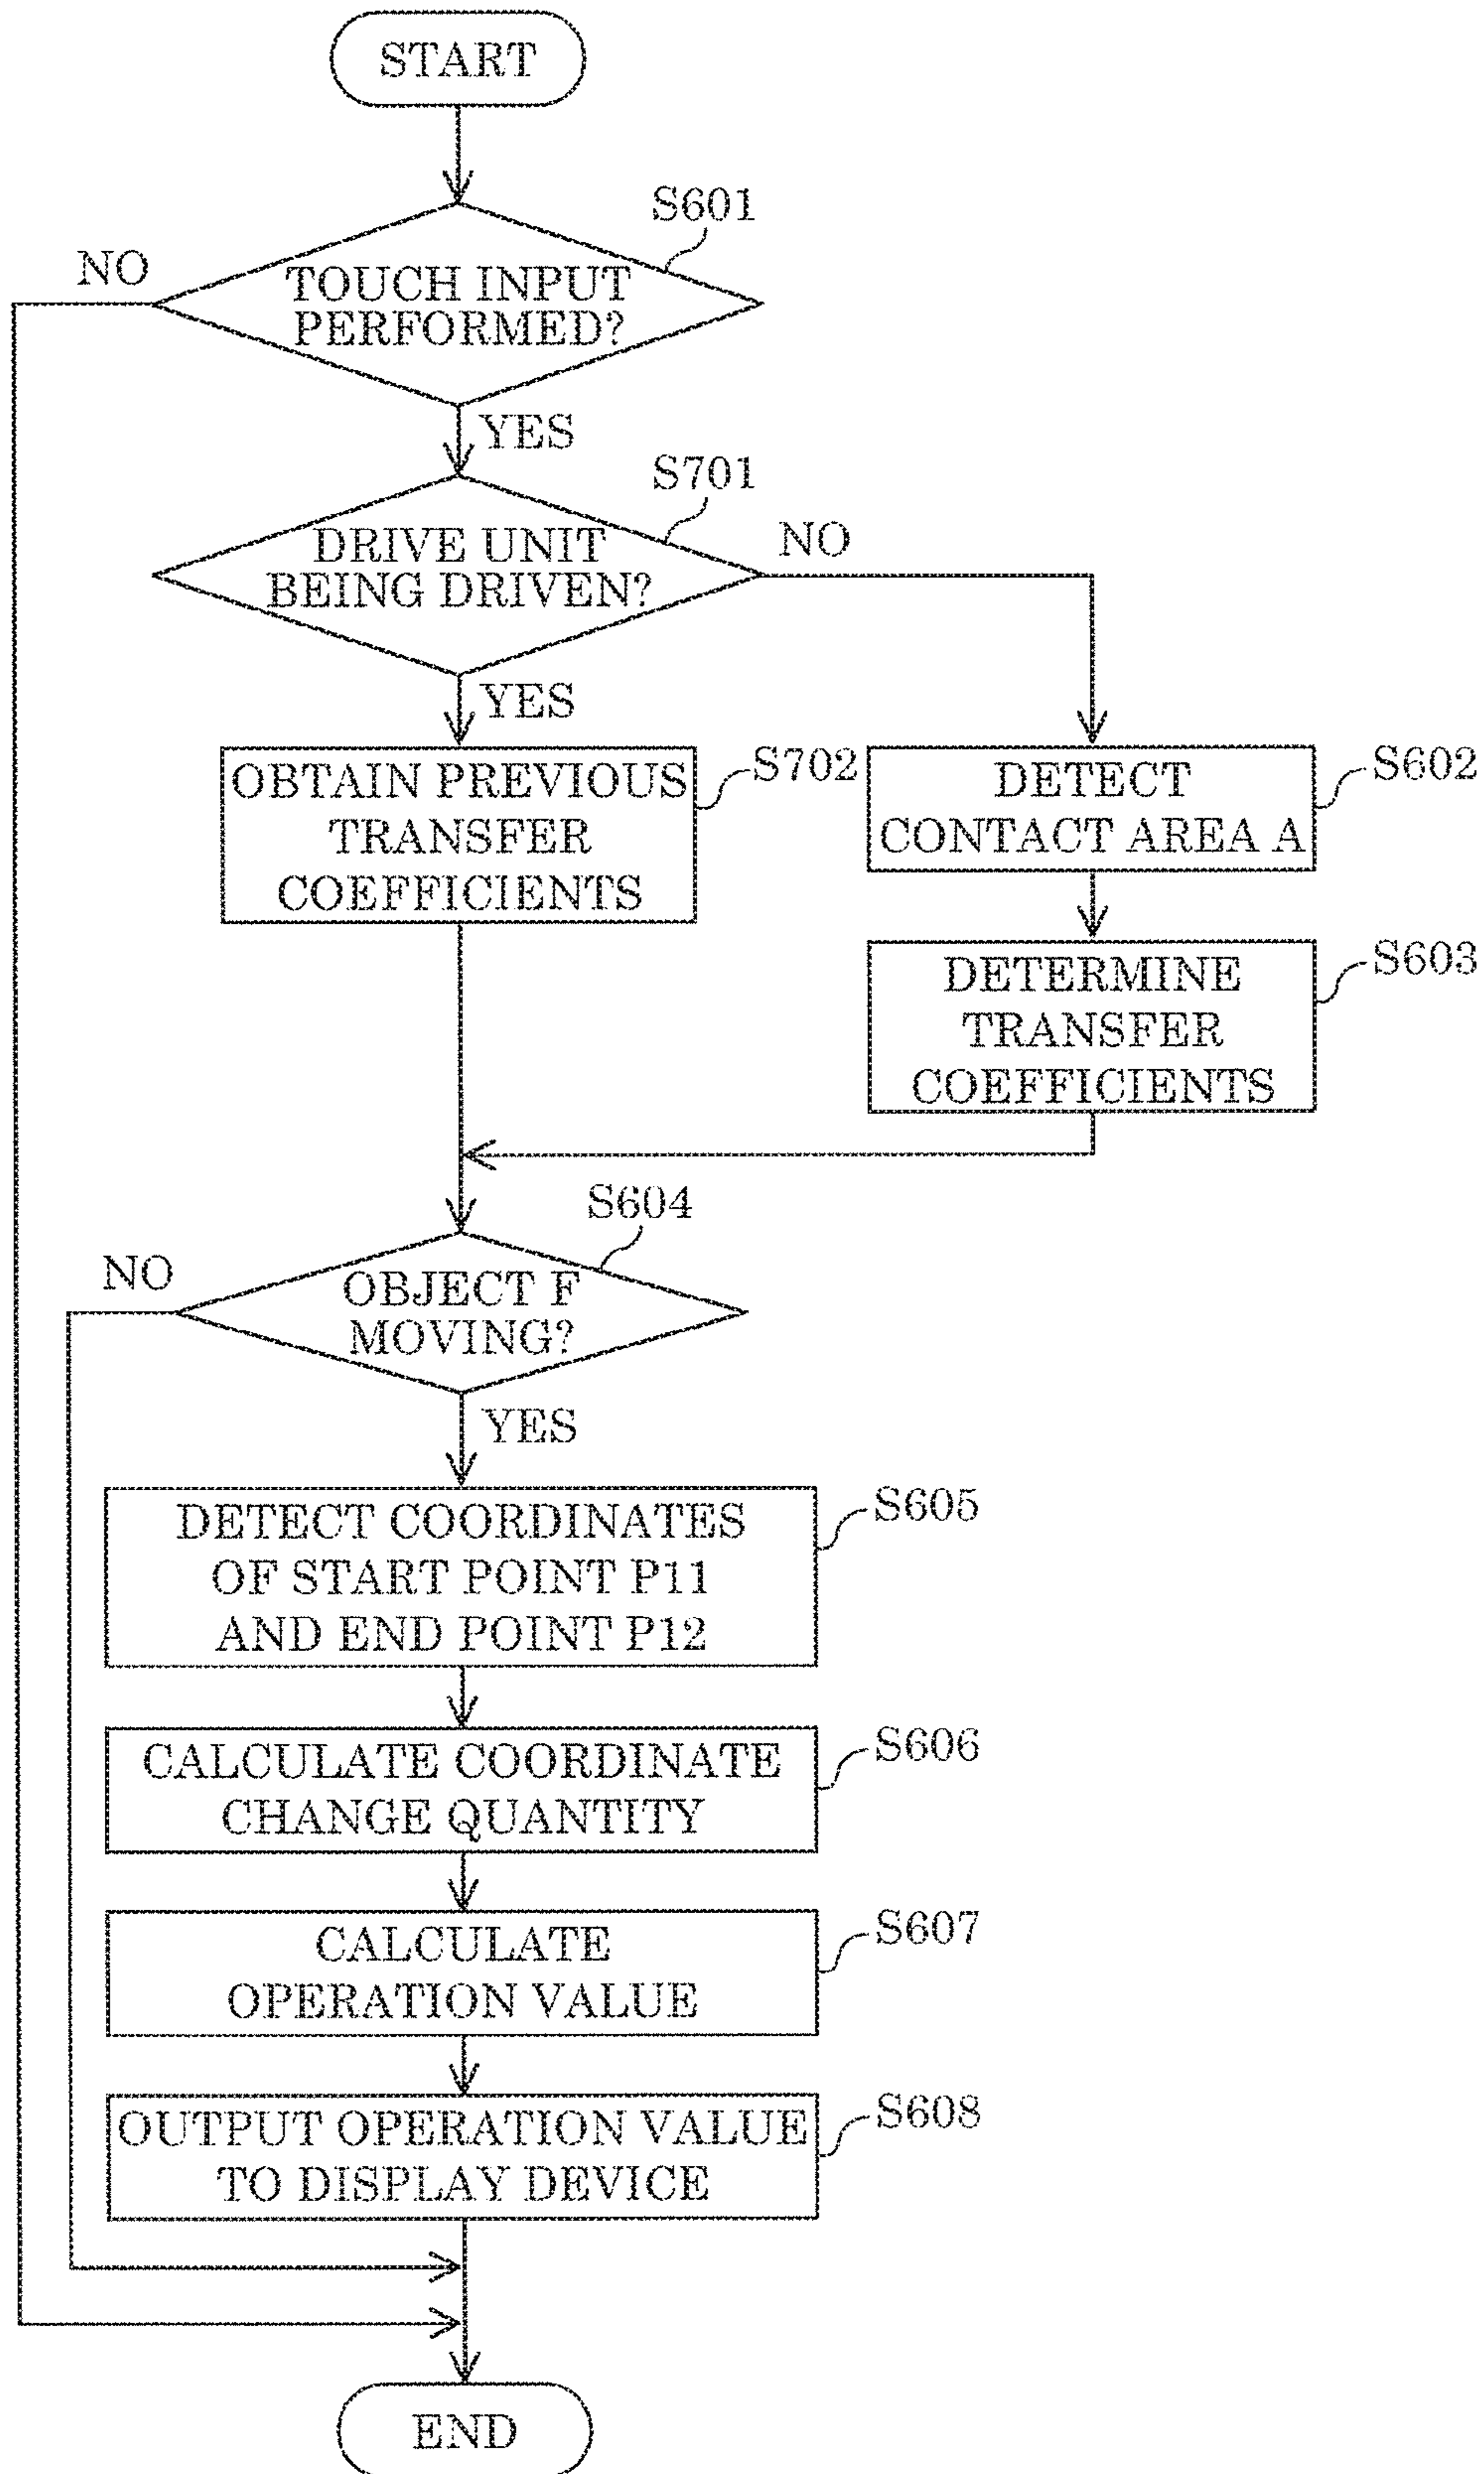 START
S601
NO
TOUCH INPUT
PERFORMED?
YES
S701
DRIVE UNIT
BEING DRIVEN?
NO
YES
OBTAIN PREVIOUS
TRANSFER
COEFFICIENTS
S702
DETECT
CONTACT AREA A
S602
DETERMINE
TRANSFER
COEFFICIENTS
S603
S604
NO
OBJECT F
MOVING?
YES
DETECT COORDINATES
OF START POINT P11
AND END POINT P12
S605
CALCULATE COORDINATE
CHANGE QUANTITY
S606
CALCULATE
OPERATION VALUE
S607
OUTPUT OPERATION VALUE
TO DISPLAY DEVICE
S608
END